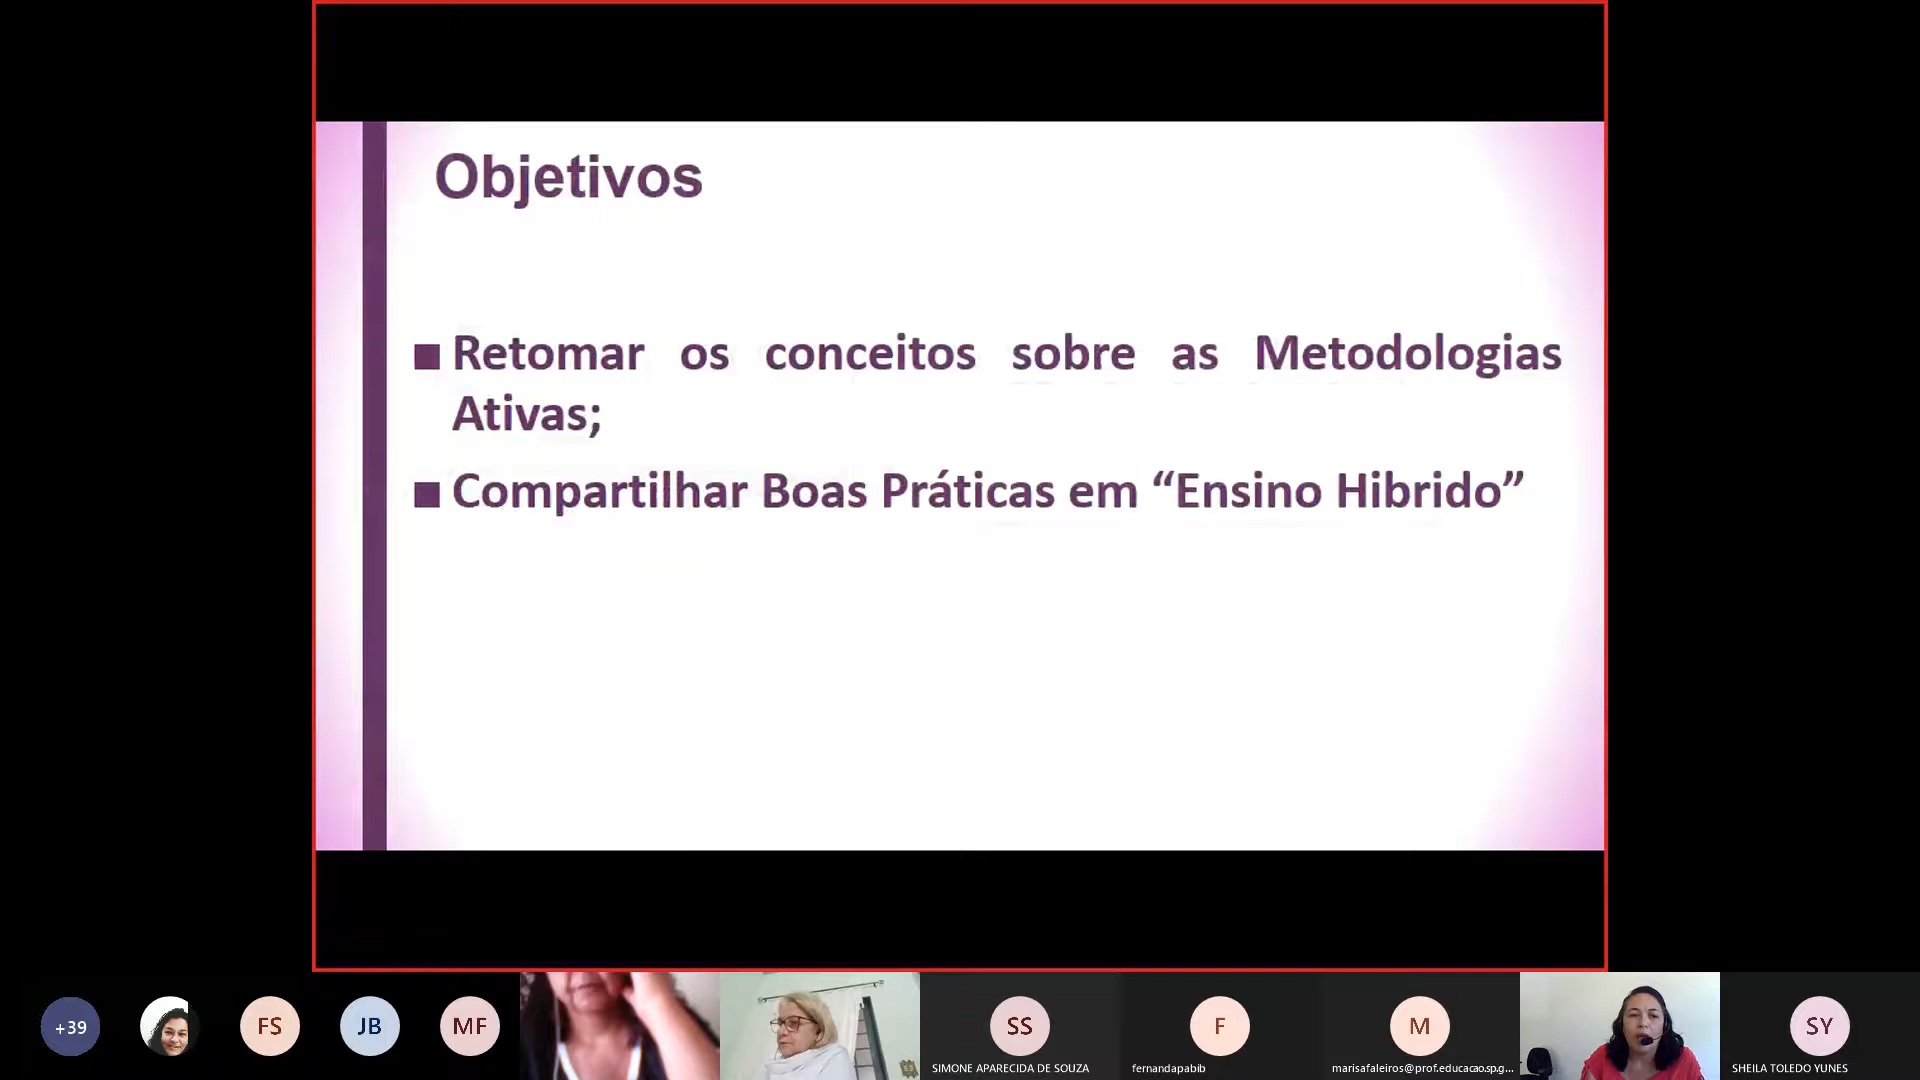 Objetivos
Retomar os conceitos sobre as Metodologias
Ativas;
Compartilhar Boas Práticas em “Ensino Hibrido”
+39
FS
JB
MF
SS
SIMONE APARECIDA DE SOUZA
F
fernandapabib
M
marisafaleiros@prof.educacao.sp.g...
SY
SHEILA TOLEDO YUNES